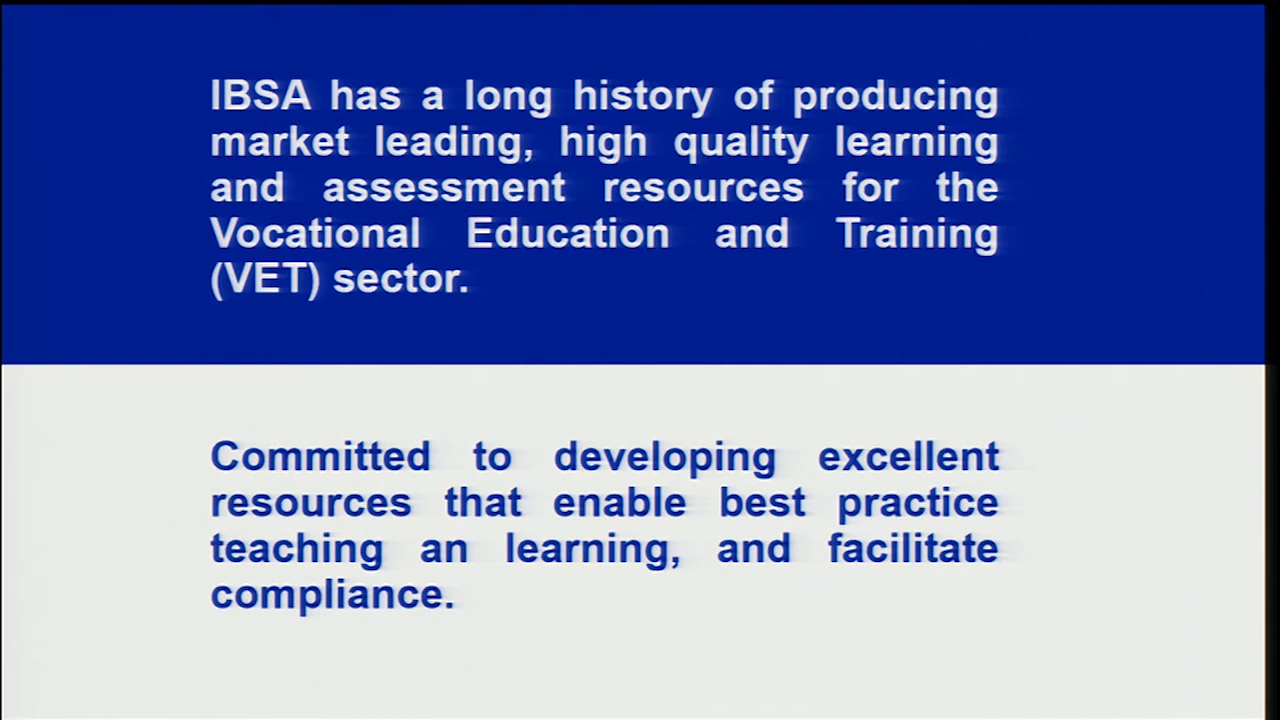 IBSA has a long history of producing
market leading, high quality learning
and assessment resources for the
Vocational Education and Training
(VET) sector.
Committed to developing excellent
resources that enable best practice
teaching an learning, and facilitate
compliance.